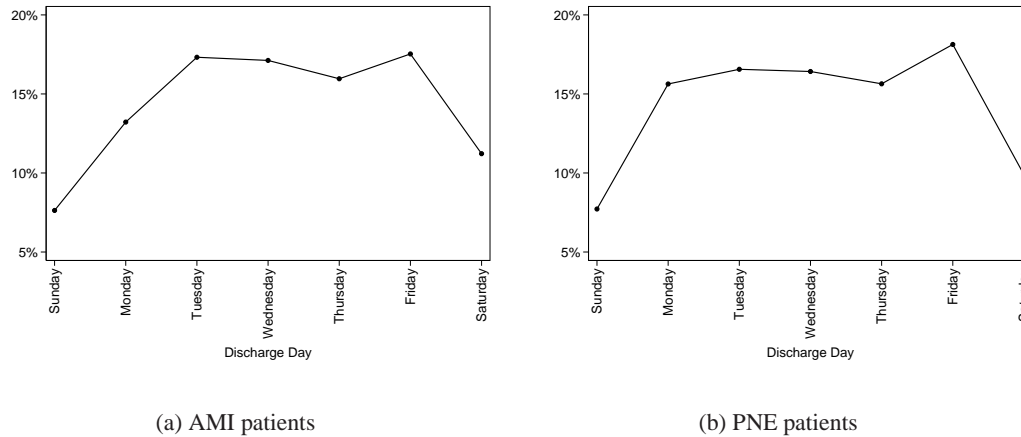 20%
15%
10%
5%
Sunday
Monday
Tuesday
Wednesday
Thursday
Friday
Saturday
Discharge Day
(a) AMI patients
20%
15%
10%
5%
Sunday
Monday
Tuesday
Wednesday
Thursday
Friday
Discharge Day
(b) PNE patients